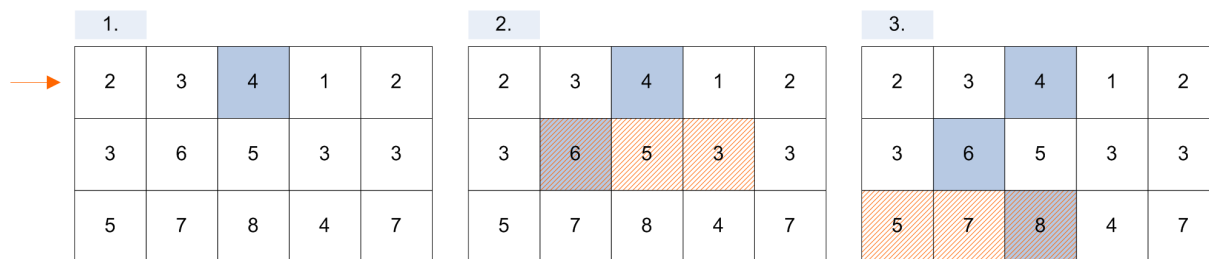 1. 2. 3.
2 3 4 1 2 2 3 4 1 2 2 3 4 1 2
3 6 5 3 3 3 6 5 3 3 3 6 5 3 3
5 7 8 4 7 5 7 8 4 7 5 7 8 4 7